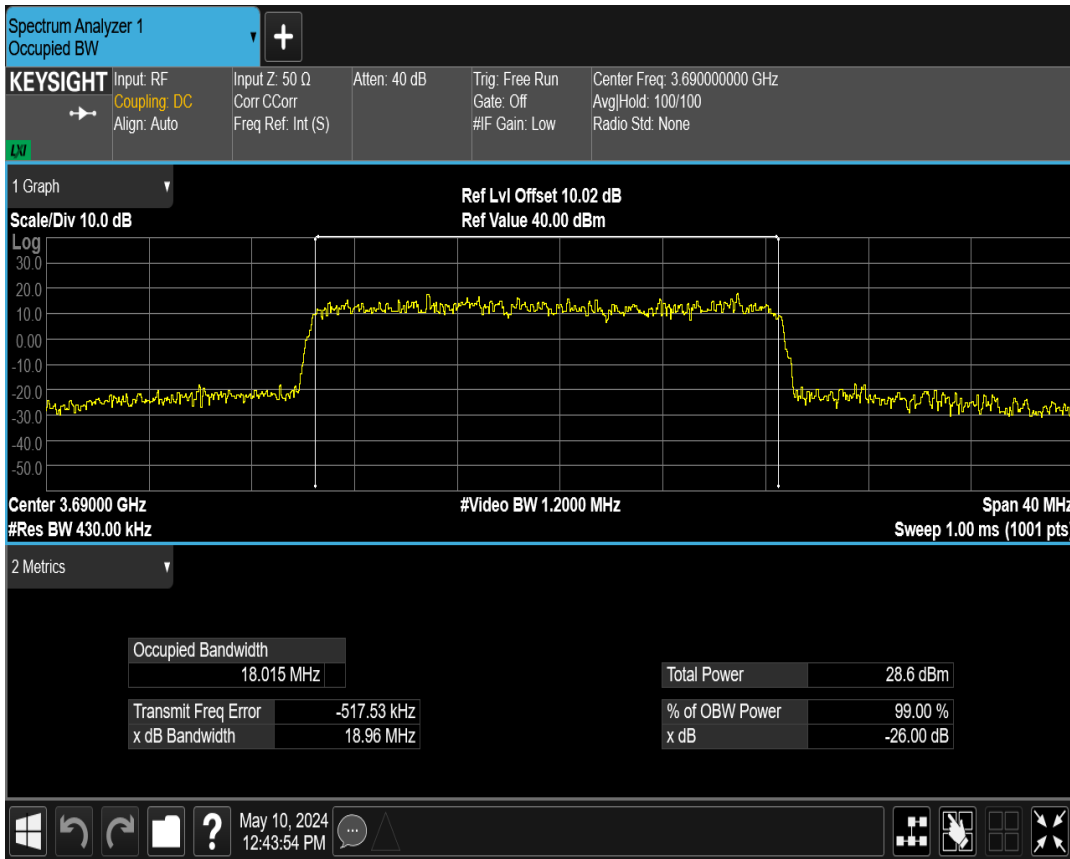 Spectrum Analyzer 1
Occupied BW
+
KEYSIGHT
LXI
Input: RF
Coupling: DC
Align: Auto
Input Z: 50 Ω
Corr CCorr
Freq Ref: Int (S)
Atten: 40 dB
Trig: Free Run
Gate: Off
#IF Gain: Low
Center Freq: 3.690000000 GHz
Avg|Hold: 100/100
Radio Std: None
1 Graph
Ref Lvl Offset 10.02 dB
Scale/Div 10.0 dB
Ref Value 40.00 dBm
Log
30.0
20.0
10.0
0.00
-10.0
-20.0
-30.0
-40.0
-50.0
Center 3.69000 GHz
#Video BW 1.2000 MHz
Span 40 MHz
#Res BW 430.00 kHz
Sweep 1.00 ms (1001 pts)
2 Metrics
Occupied Bandwidth
18.015 MHz
Total Power 28.6 dBm
Transmit Freq Error -517.53 kHz
% of OBW Power 99.00 %
x dB Bandwidth 18.96 MHz
x dB -26.00 dB
?
May 10, 2024
12:43:54 PM